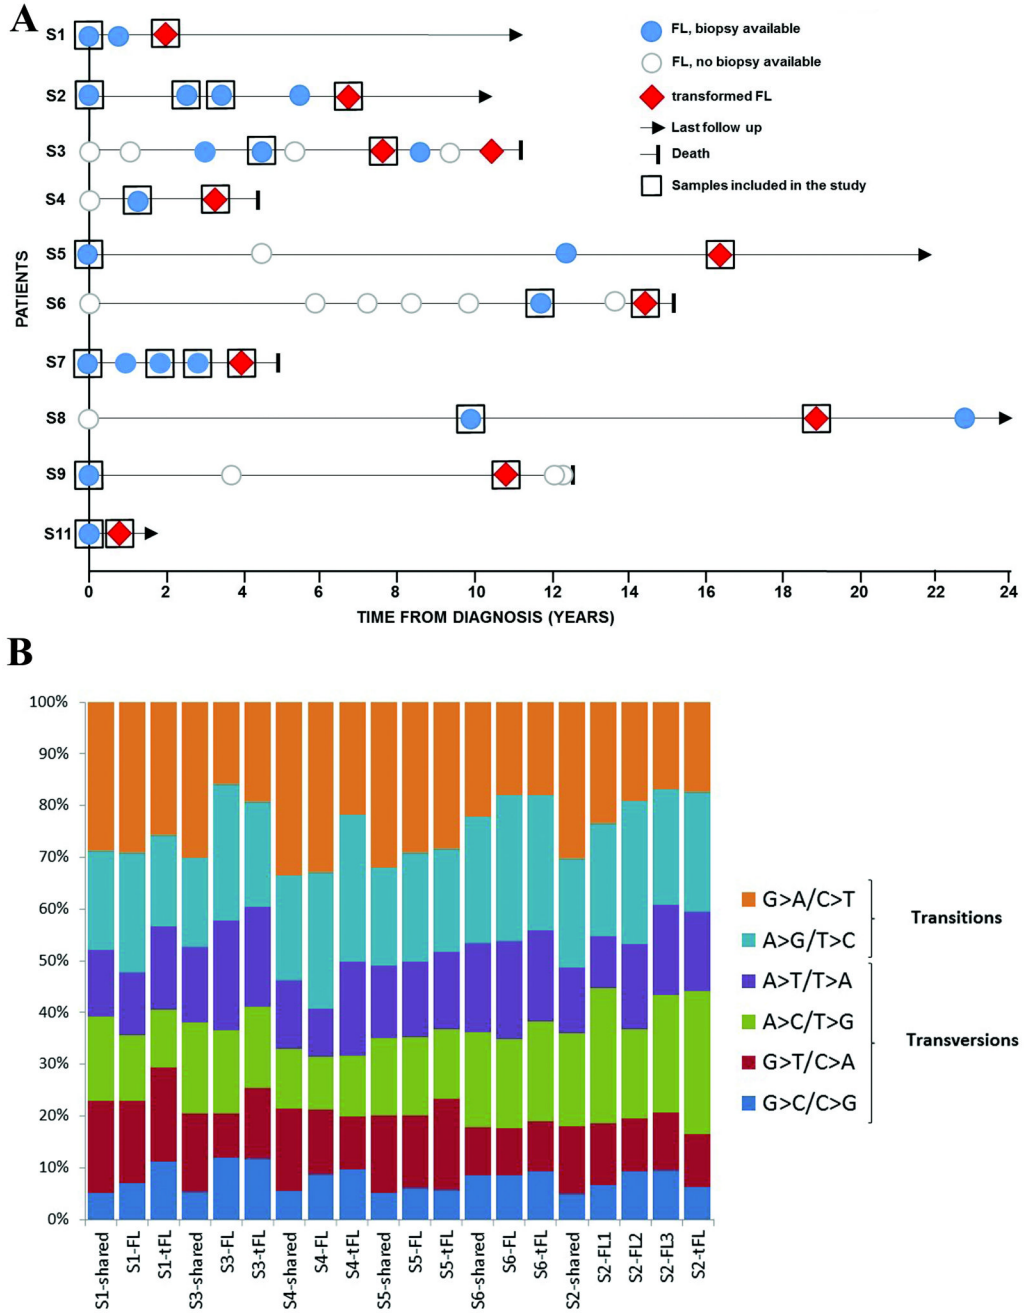 A
S1
S2
S3
S4
S5
S6
S7
S8
S9
S11
PATIENTS
FL, biopsy available
FL, no biopsy available
transformed FL
Last follow up
Death
Samples included in the study
0 2 4 6 8 10 12 14 16 18 20 22 24
TIME FROM DIAGNOSIS (YEARS)
B
100%
90%
80%
70%
60%
50%
40%
30%
20%
10%
0%
S1-shared
S1-FL
S1-tFL
S3-shared
S3-FL
S3-tFL
S4-shared
S4-FL
S4-tFL
S5-shared
S5-FL
S5-tFL
S6-shared
S6-FL
S6-tFL
S2-shared
S2-FL1
S2-FL2
S2-FL3
S2-tFL
G>A/C>T
A>G/T>C
Transitions
A>T/T>A
A>C/T>G
G>T/C>A
G>C/C>G
Transversions